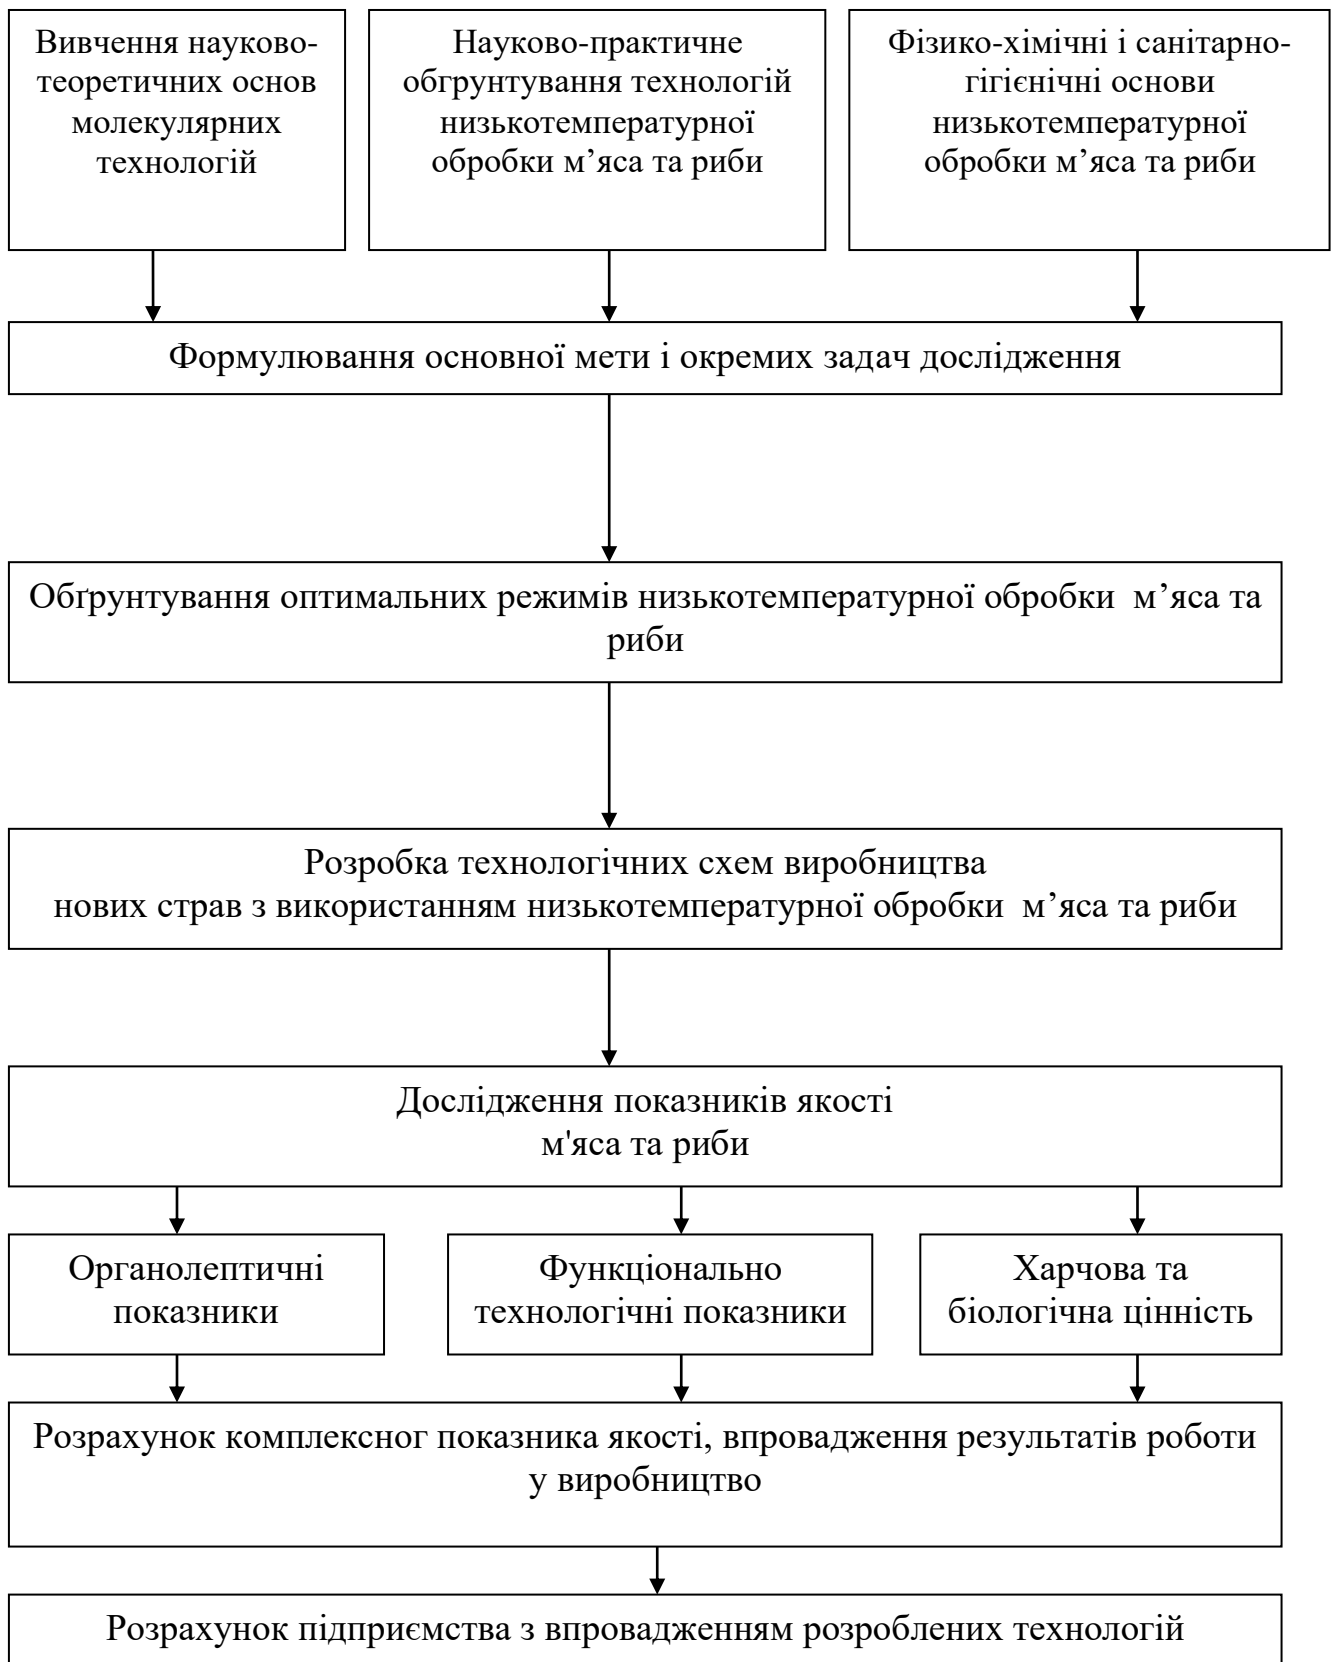 Вивчення науково-
теоретичних основ
молекулярних
технологій
Науково-практичне
обгрунтування технологій
низькотемпературної
обробки м’яса та риби
Фізико-хімічні і санітарно-
гігієнічні основи
низькотемпературної
обробки м’яса та риби
Формулювання основної мети і окремих задач дослідження
Обґрунтування оптимальних режимів низькотемпературної обробки  м’яса та
риби
Розробка технологічних схем виробництва
нових страв з використанням низькотемпературної обробки  м’яса та риби
Дослідження показників якості
м'яса та риби
Органолептичні
показники
Функціонально
технологічні показники
Харчова та
біологічна цінність
Розрахунок комплексног показника якості, впровадження результатів роботи
у виробництво
Розрахунок підприємства з впровадженням розроблених технологій